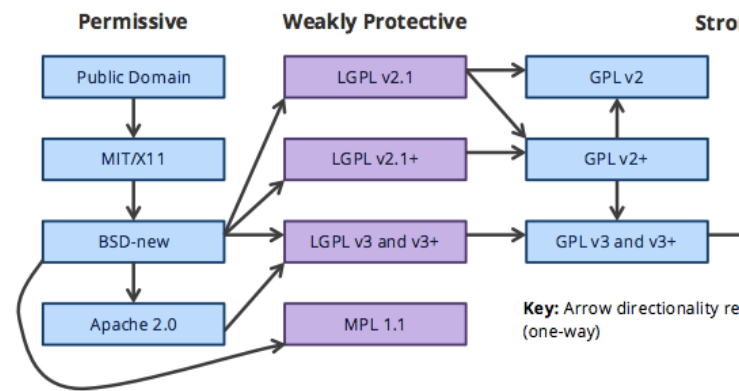 Permissive
Weakly Protective
Public Domain
LGPL v2.1
GPL v2
MIT/X11
LGPL v2.1+
GPL v2+
BSD-new
LGPL v3 and v3+
GPL v3 and v3+
Apache 2.0
MPL 1.1
Key: Arrow directionality
(one-way)